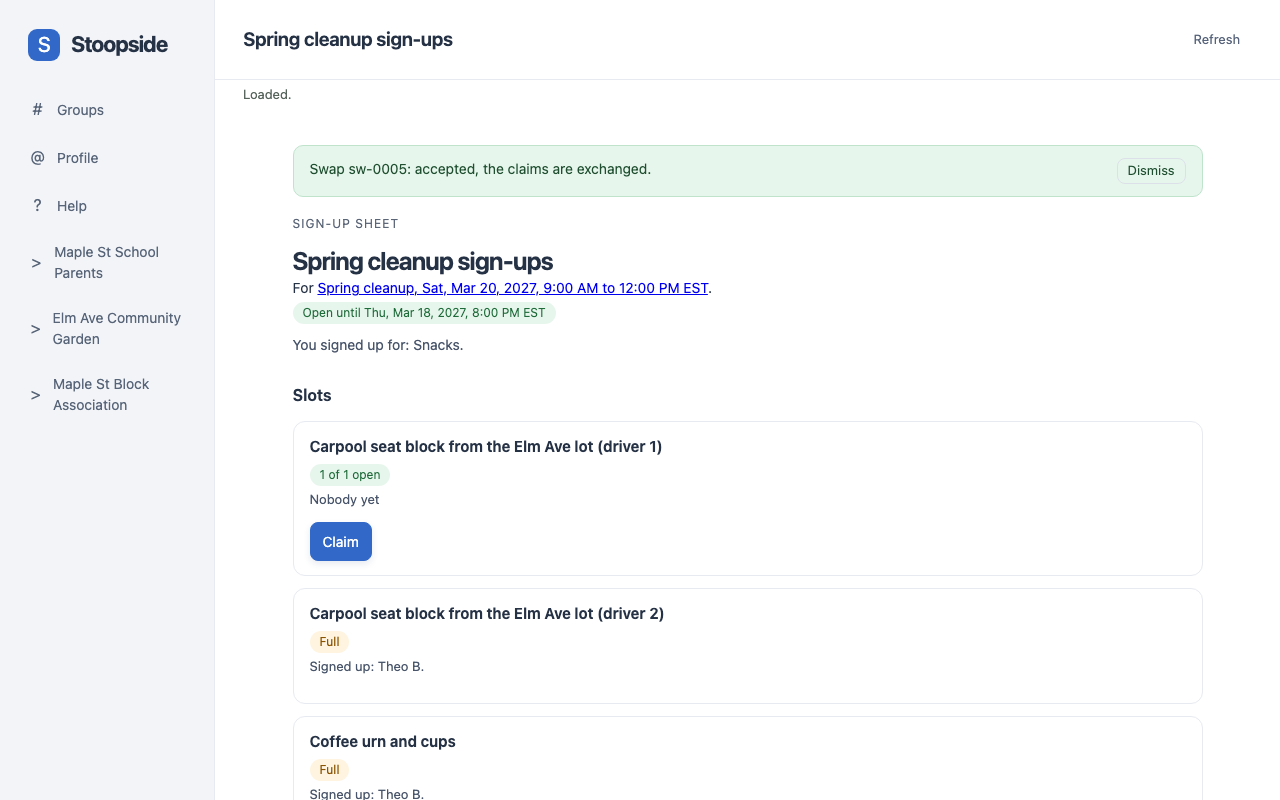 S Stoopside
# Groups
@ Profile
? Help
> Maple St School
Parents
> Elm Ave Community
Garden
> Maple St Block
Association
Spring cleanup sign-ups
Refresh
Loaded.
Swap sw-0005: accepted, the claims are exchanged.
Dismiss
SIGN-UP SHEET
Spring cleanup sign-ups
For Spring cleanup, Sat, Mar 20, 2027, 9:00 AM to 12:00 PM EST.
Open until Thu, Mar 18, 2027, 8:00 PM EST
You signed up for: Snacks.
Slots
Carpool seat block from the Elm Ave lot (driver 1)
1 of 1 open
Nobody yet
Claim
Carpool seat block from the Elm Ave lot (driver 2)
Full
Signed up: Theo B.
Coffee urn and cups
Full
Signed up: Theo B.